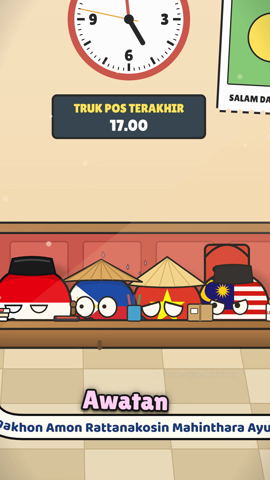 9
3
6
SALAM DA
TRUK POS TERAKHIR
17.00
Awatan
Dakhon Amon Rattanakosin Mahinthara Ayu